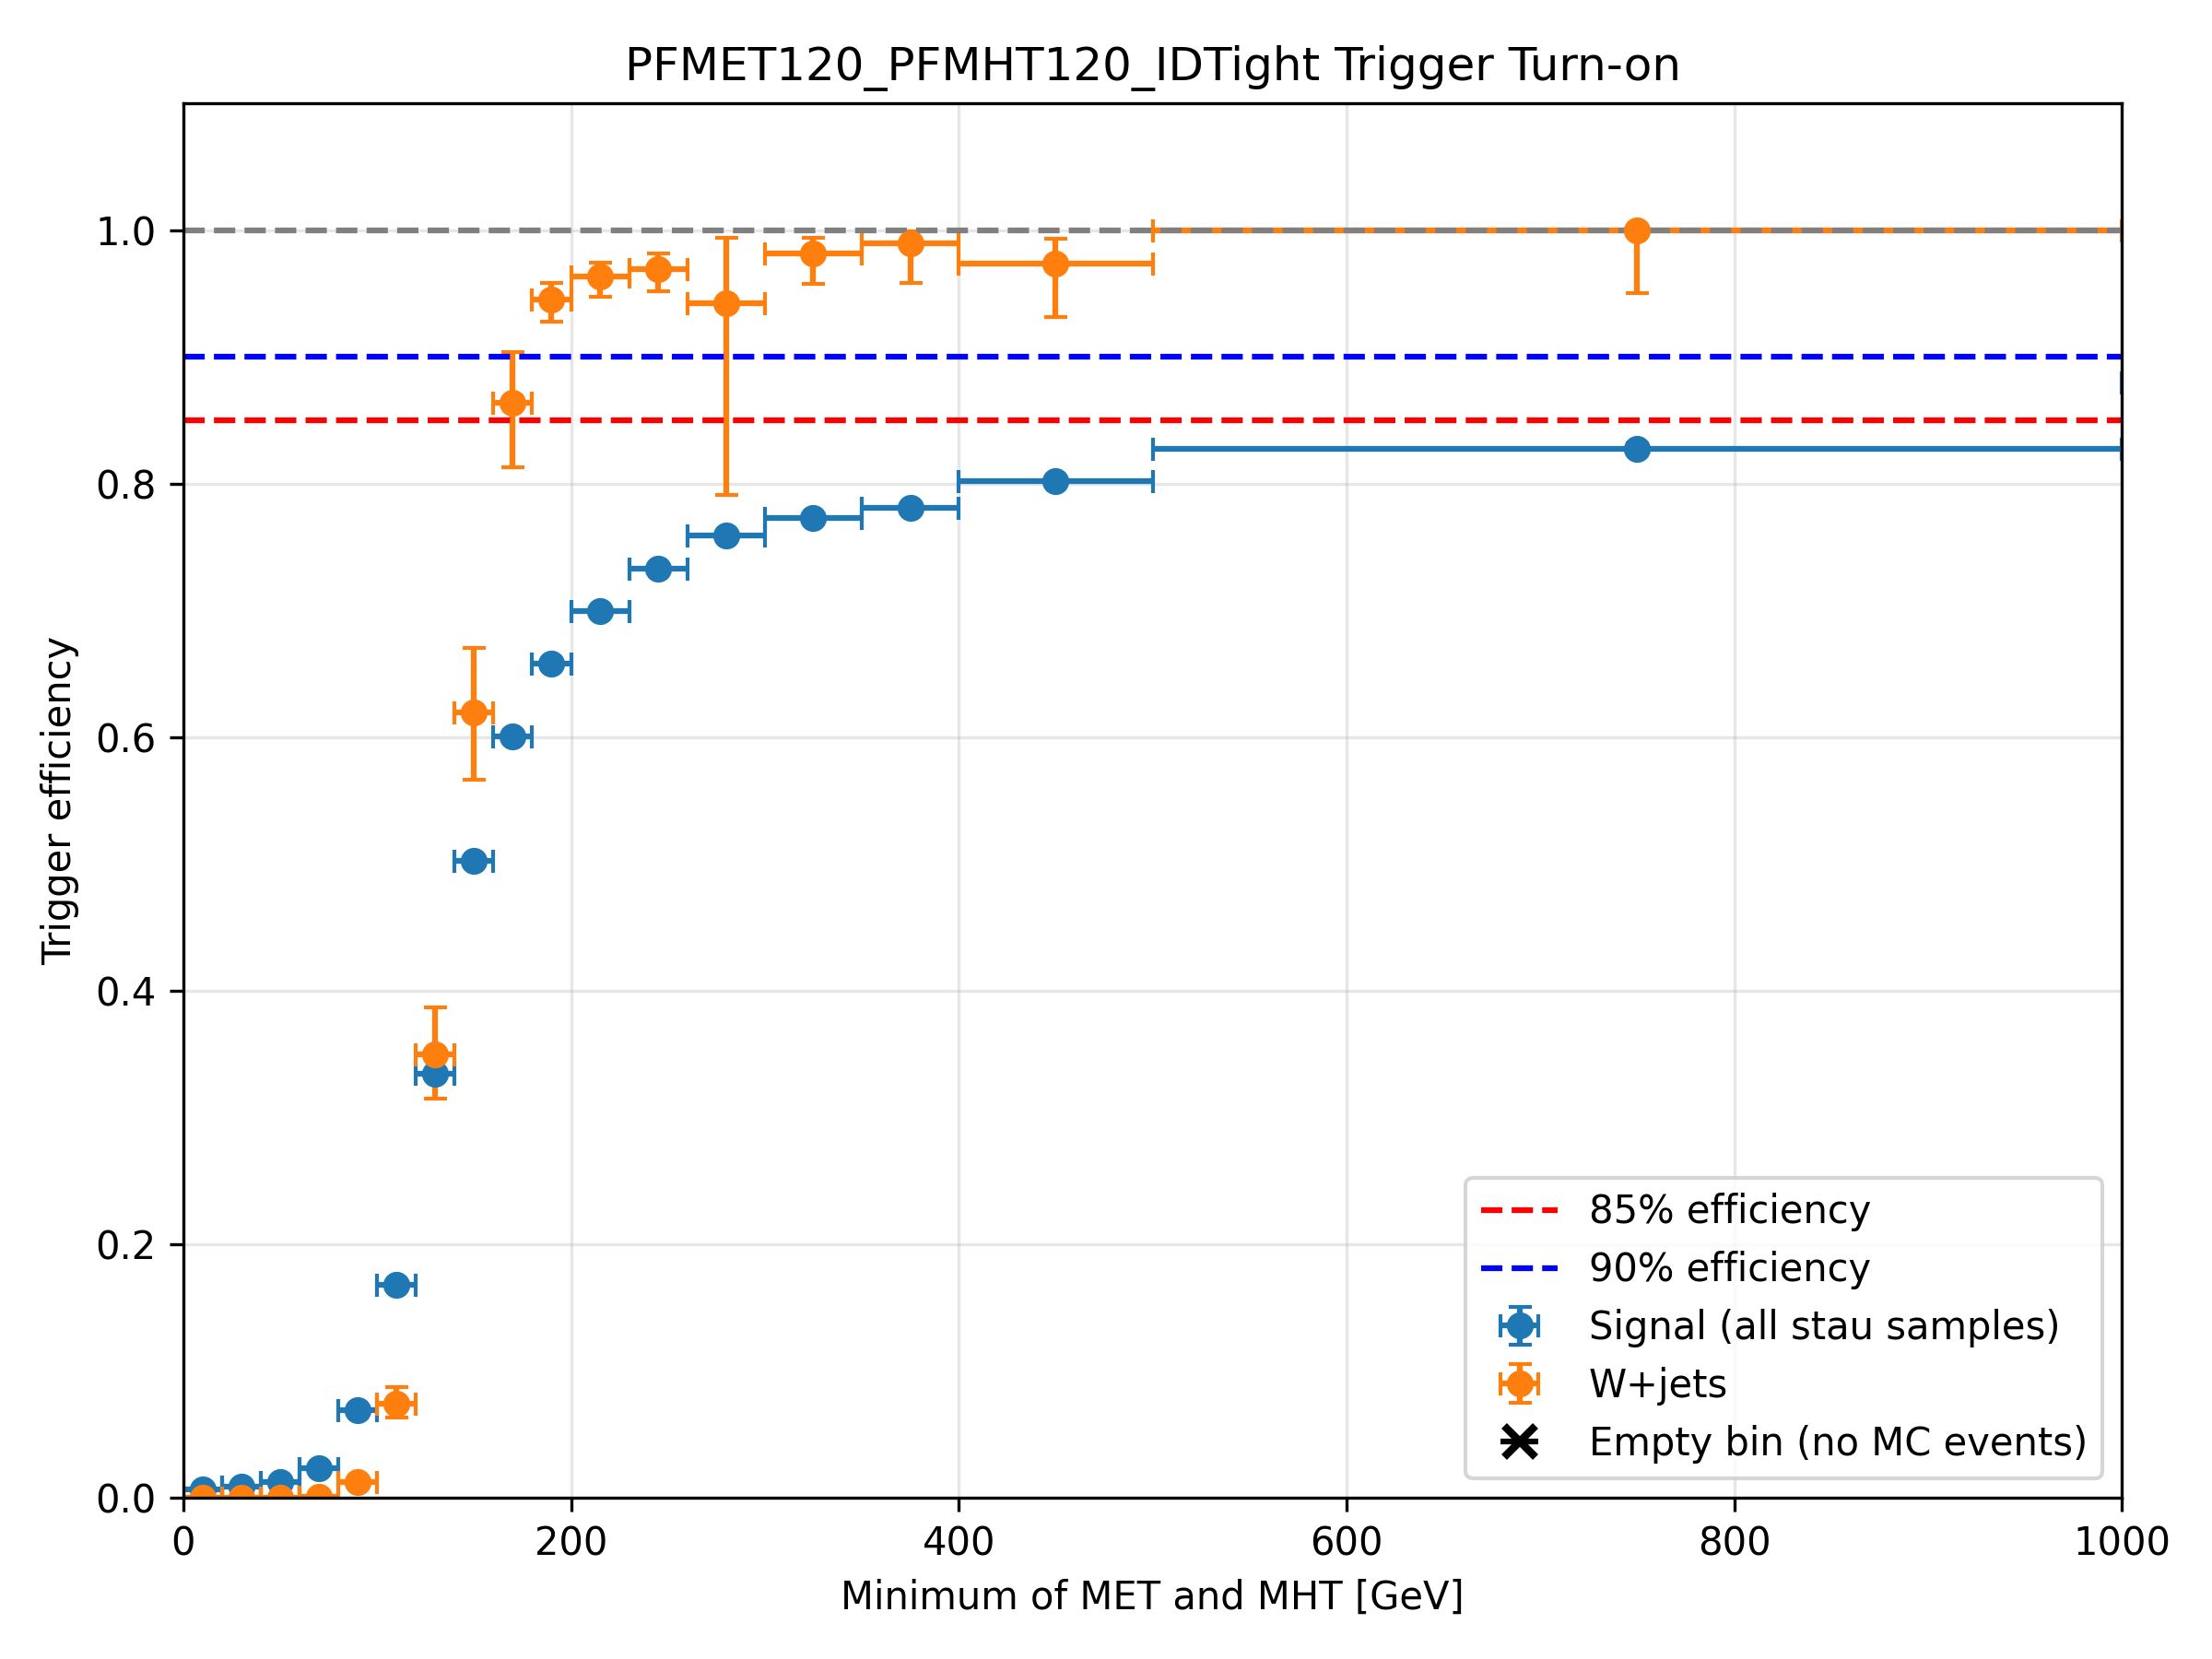 PFMET120_PFMHT120_IDTight Trigger Turn-on
Trigger efficiency
1.0
0.8
0.6
0.4
0.2
0.0
0 200 400 600 800 1000
Minimum of MET and MHT [GeV]
85% efficiency
90% efficiency
Signal (all stau samples)
W+jets
Empty bin (no MC events)